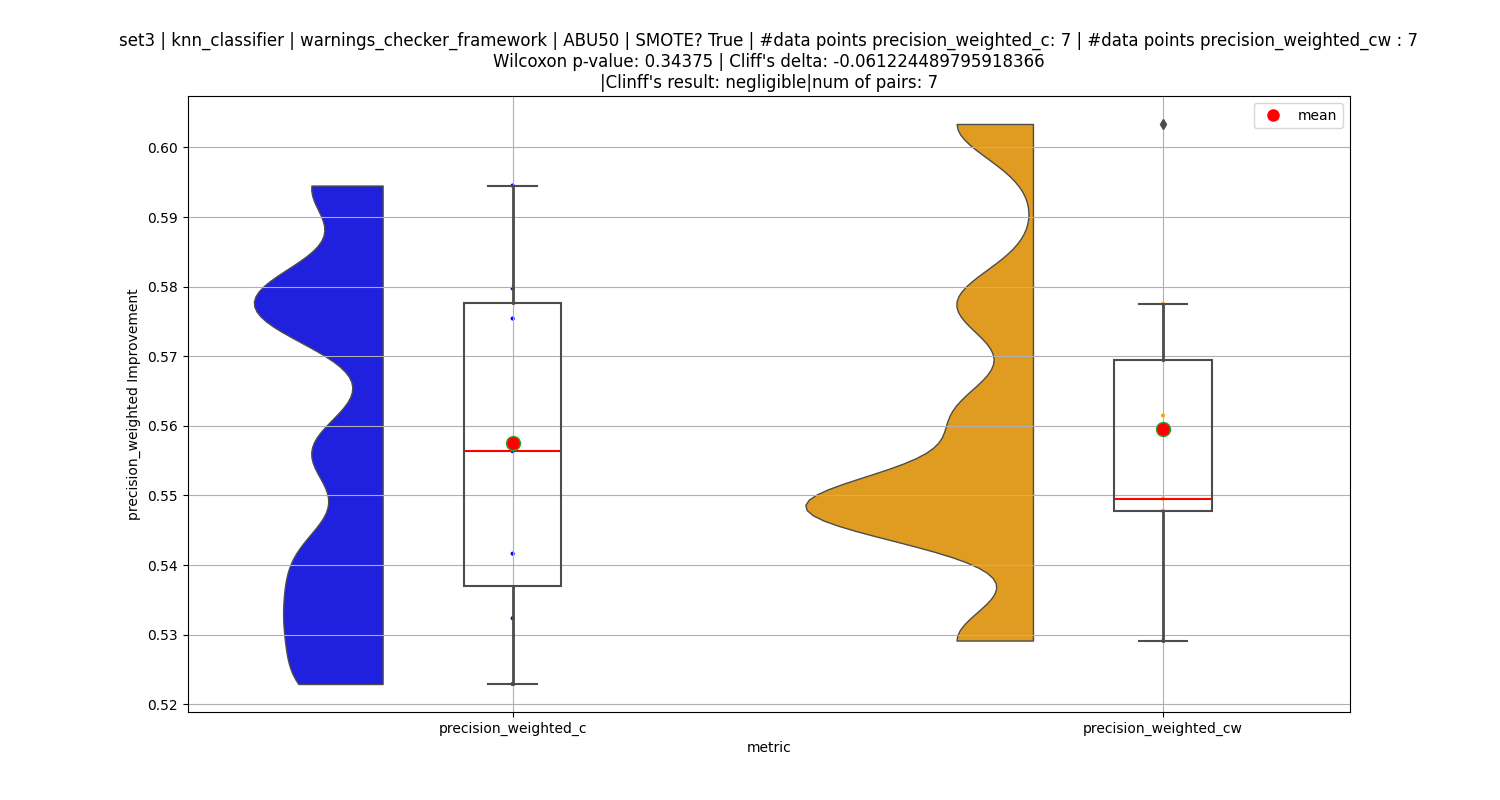 set3 | knn_classifier | warnings_checker_framework | ABU50 | SMOTE? True | #data points precision_weighted_c: 7 | #data points precision_weighted_cw : 7
Wilcoxon p-value: 0.34375 | Cliff's delta: -0.061224489795918366
|Clinff's result: negligible|num of pairs: 7
mean
0.60
0.59
0.58
0.57
0.56
0.55
0.54
0.53
0.52
precision_weighted Improvement
precision_weighted_c
precision_weighted_cw
metric